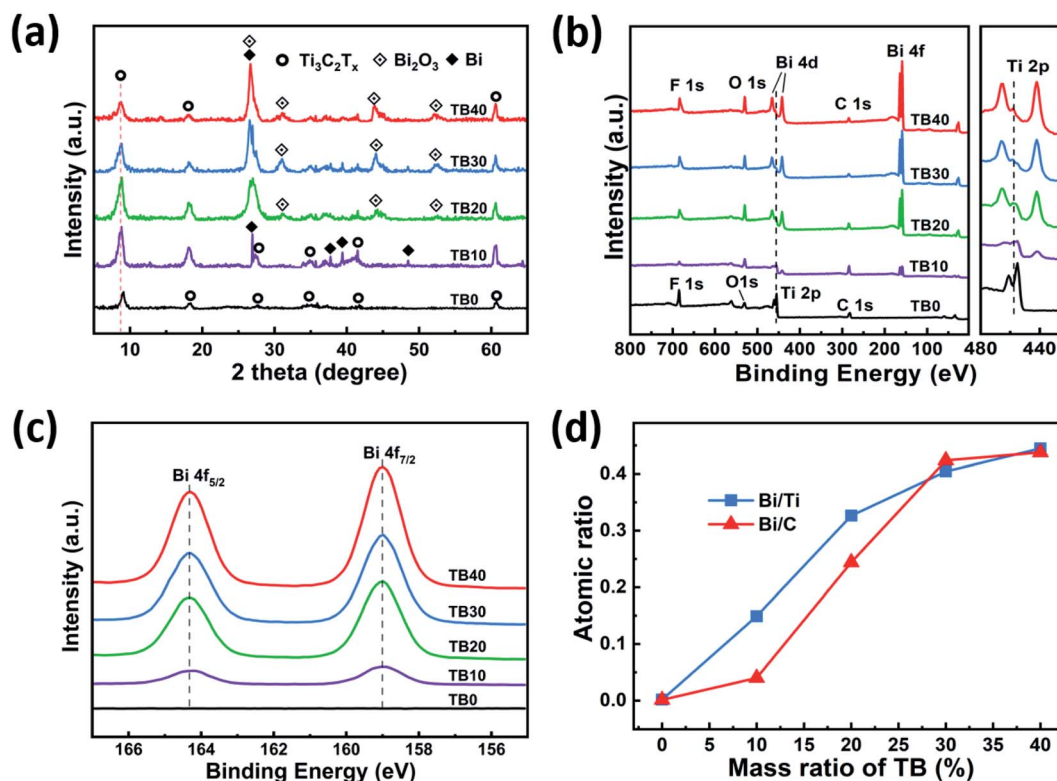 (a)
Ti₃C₂Tₓ Bi₂O₃ Bi
TB40
TB30
TB20
TB10
TB0
Intensity (a.u.)
10 20 30 40 50 60
2 theta (degree)
(b)
F 1s O 1s Bi 4d C 1s Bi 4f
TB40
TB30
TB20
TB10
TB0
F 1s O1s Ti 2p C 1s
Intensity (a.u.)
800 700 600 500 400 300 200 100
Binding Energy (eV)
Ti 2p
480 440
(c)
Bi 4f₅/₂ Bi 4f₇/₂
TB40
TB30
TB20
TB10
TB0
Intensity (a.u.)
166 164 162 160 158 156
Binding Energy (eV)
(d)
Bi/Ti
Bi/C
Atomic ratio
0.4
0.3
0.2
0.1
0.0
0 5 10 15 20 25 30 35 40
Mass ratio of TB (%)